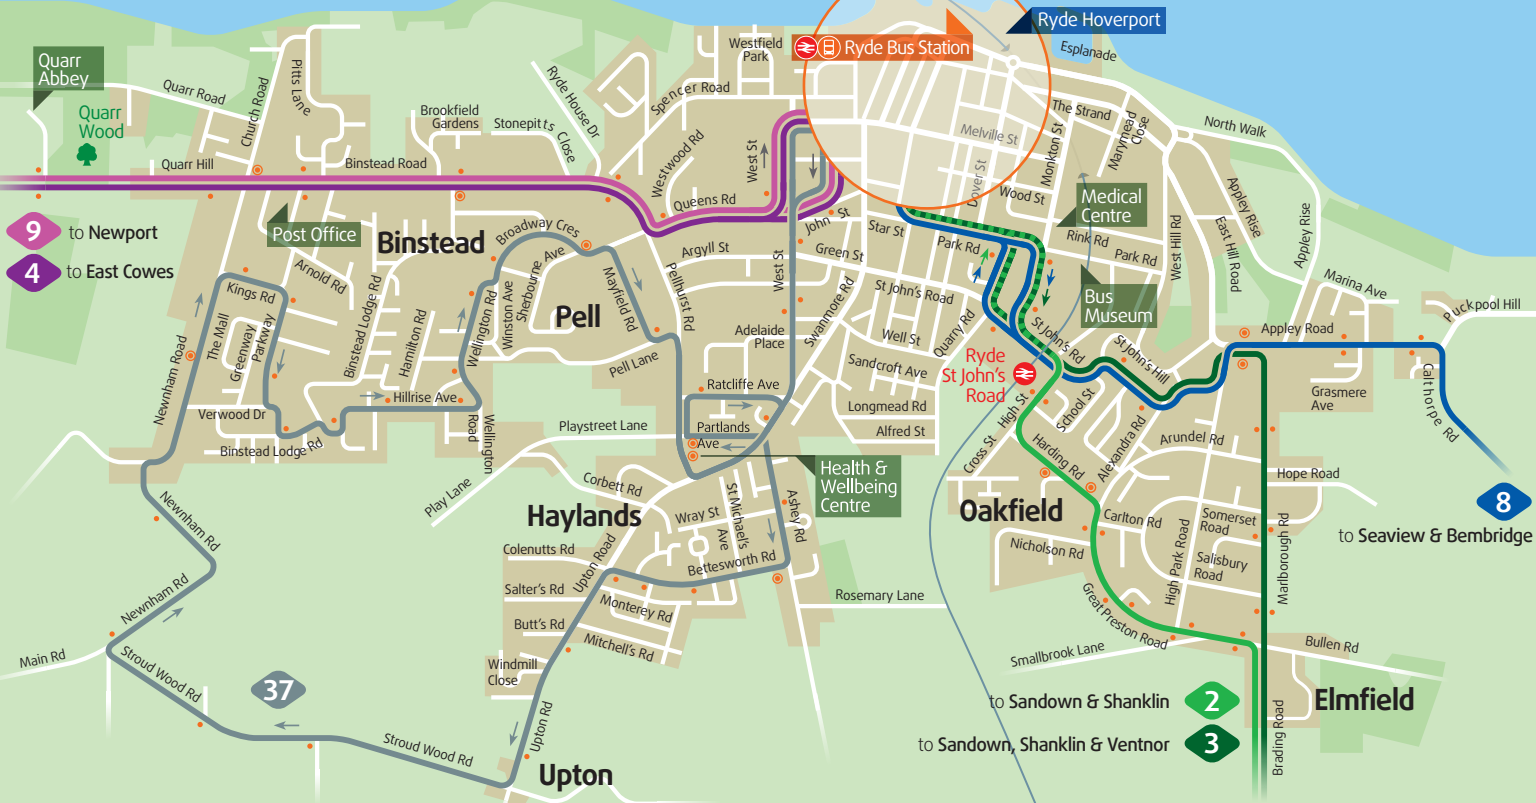 Quarr
Abbey
Quarr
Wood
Quarr Road
Church Road
Pitts Lane
Quarr Hill
Binstead Road
Brookfield
Gardens
Stonepitts Close
Ryde House Dr
Spencer Road
Westfield
Park
Westwood Rd
West St
Queens Rd
Ryde Bus Station
Ryde Hoverport
Esplanade
The Strand
Melville St
Dover St
Monkton St
Marymead
Close
North Walk
Wood St
Medical
Centre
Appley Rise
East Hill Road
Appley Rise
West Hill Rd
Marina Ave
Puckpool Hill
9
to Newport
4
to East Cowes
Post Office
Binstead
Broadway Cres
Argyll St
John St
Green St
Star St
Park Rd
Rink Rd
Park Rd
Bus
Museum
Arnold Rd
Kings Rd
The Mall
Greenway
Parkway
Newnham Road
Binstead Lodge Rd
Hamilton Rd
Wellington Rd
Winston Ave
Sherbourne Ave
Pell
Mayfield Rd
Pellhurst Rd
West St
Swanmore Rd
St John's Road
Well St
Quarry Rd
Adelaide
Place
Pell Lane
Ratcliffe Ave
Sandcroft Ave
Longmead Rd
Alfred St
Ryde
St John's
Road
St John's Rd
St John's Hill
Appley Road
Calthorpe Rd
Grasmere
Ave
Verwood Dr
Hillrise Ave
Binstead Lodge Rd
Wellington
Road
Playstreet Lane
Partlands
Ave
Play Lane
Corbett Rd
Health &
Wellbeing
Centre
High St
School St
Cross St
Harding Rd
Alexandra Rd
Arundel Rd
Hope Road
Newnham Rd
Haylands
Wray St
St Michael's
Ave
Ashey Rd
Oakfield
Carlton Rd
Somerset
Road
Nicholson Rd
High Park Road
Salisbury
Road
Marlborough Rd
8
to Seaview & Bembridge
Colenutts Rd
Upton Road
Bettesworth Rd
Salter's Rd
Monterey Rd
Butt's Rd
Mitchell's Rd
Rosemary Lane
Newnham Rd
Great Preston Road
Smallbrook Lane
Bullen Rd
Main Rd
Stroud Wood Rd
Windmill
Close
37
Upton Rd
Stroud Wood Rd
Upton
to Sandown & Shanklin
2
to Sandown, Shanklin & Ventnor
3
Elmfield
Brading Road